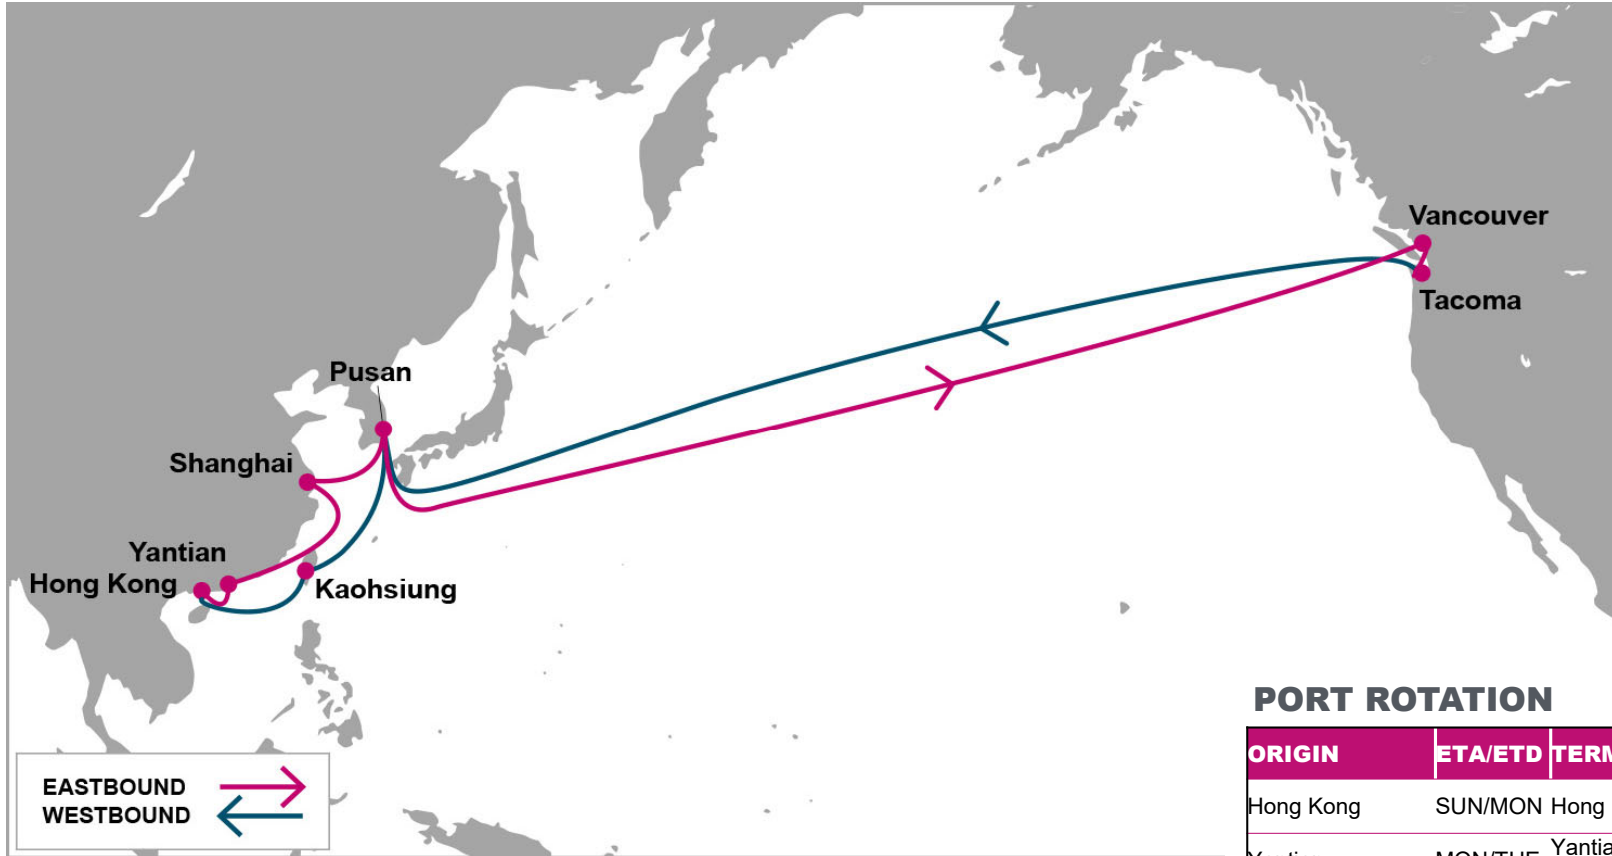 Vancouver
Tacoma
Pusan
Shanghai
Yantian
Hong Kong
Kaohsiung
EASTBOUND
WESTBOUND
PORT ROTATION
ORIGIN ETA/ETD
Hong Kong SUN/MON Hong